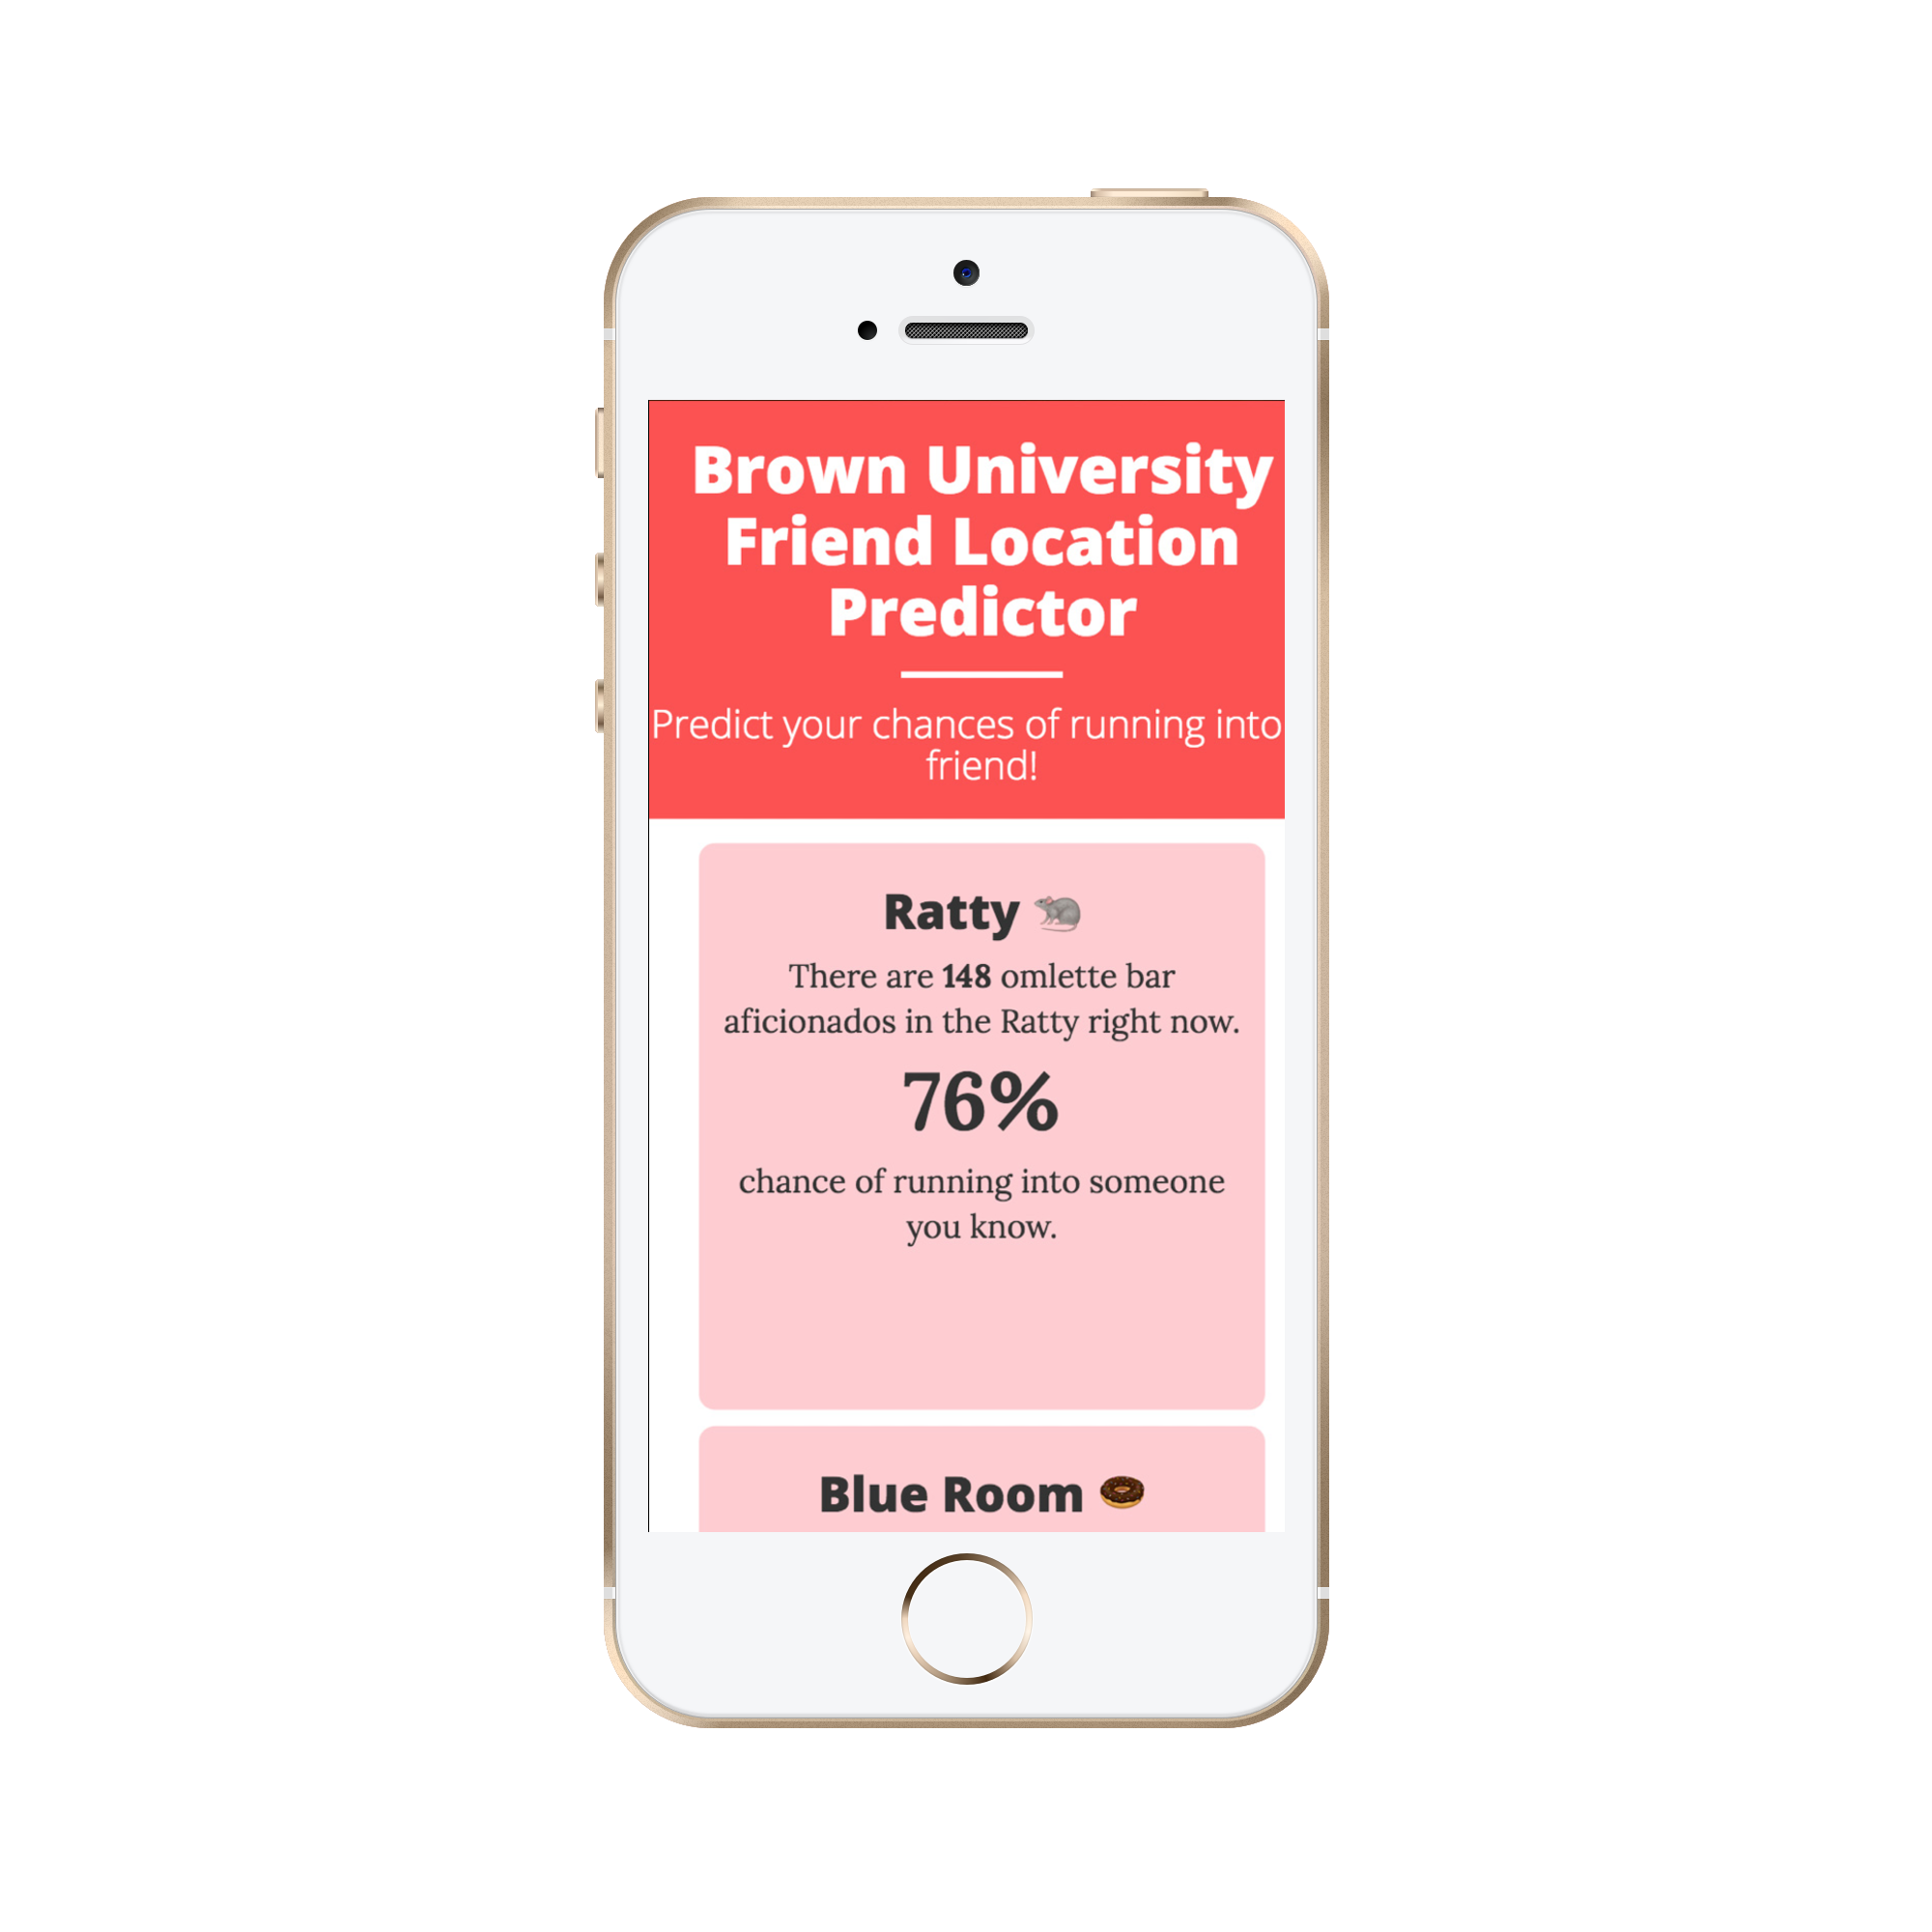 Brown University
Friend Location
Predictor
Predict your chances of running into
friend!
Ratty
There are 148 omlette bar
aficionados in the Ratty right now.
76%
chance of running into someone
you know.
Blue Room